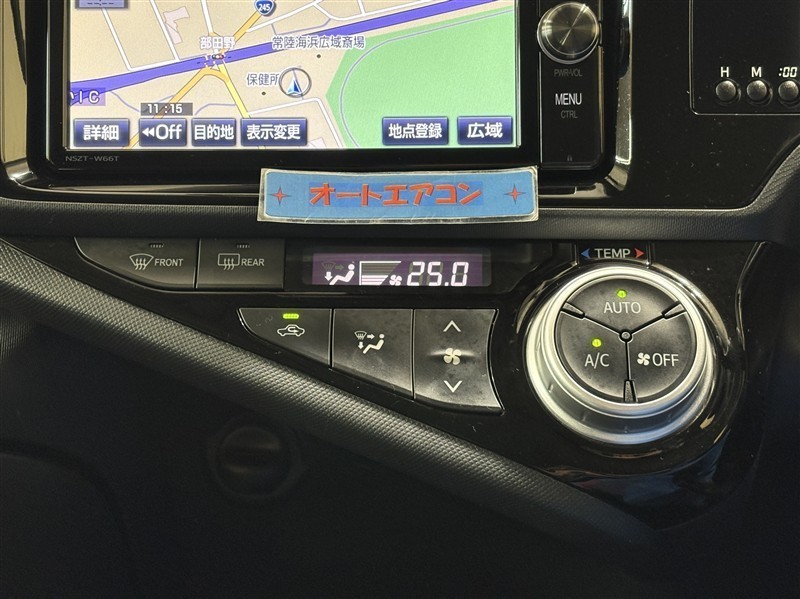 245
部田野
常陸海浜広域斎場
保健所
IC
11:15
詳細
◀◀Off
目的地
表示変更
地点登録
広域
NSZT-W66T
PWR·VOL
MENU
CTRL
H
M
:00
オートエアコン
FRONT
REAR
25.0
TEMP
AUTO
A/C
OFF